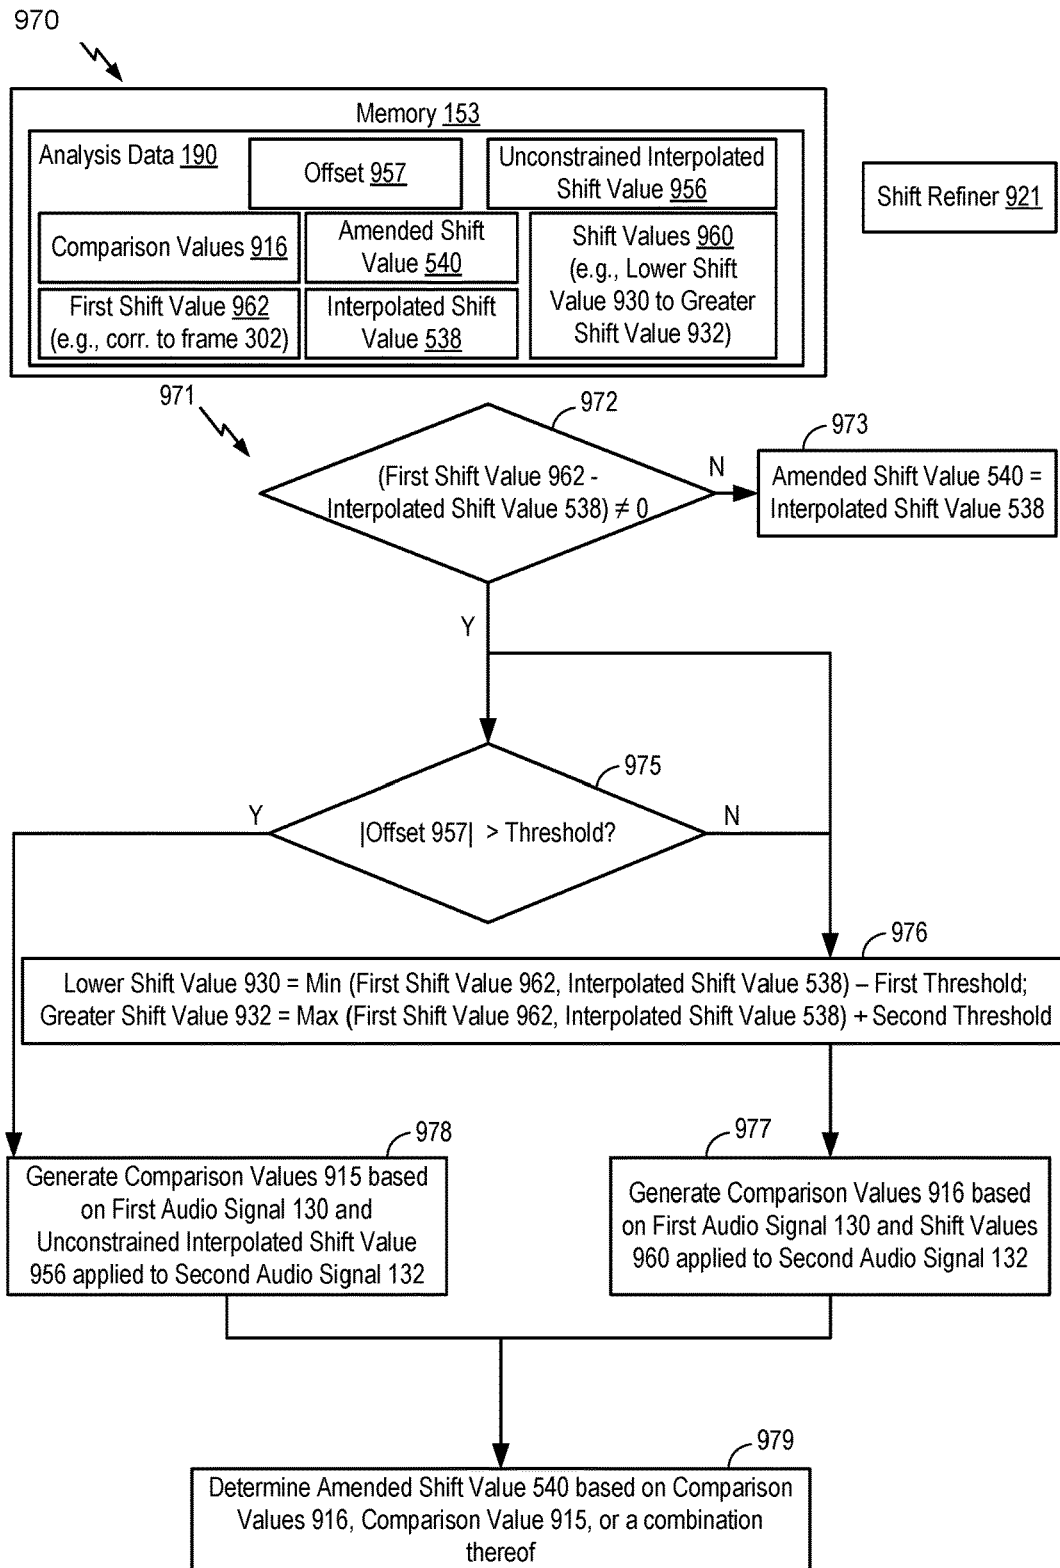 970
Memory 153
Analysis Data 190
Offset 957
Unconstrained Interpolated
Shift Value 956
Shift Refiner 921
Comparison Values 916
Amended Shift
Value 540
Shift Values 960
(e.g., Lower Shift
Value 930 to Greater
Shift Value 932)
First Shift Value 962
(e.g., corr. to frame 302)
Interpolated Shift
Value 538
971
972
(First Shift Value 962 -
Interpolated Shift Value 538) ≠ 0
N
973
Amended Shift Value 540 =
Interpolated Shift Value 538
Y
975
|Offset 957| > Threshold?
Y
N
976
Lower Shift Value 930 = Min (First Shift Value 962, Interpolated Shift Value 538) – First Threshold;
Greater Shift Value 932 = Max (First Shift Value 962, Interpolated Shift Value 538) + Second Threshold
978
Generate Comparison Values 915 based
on First Audio Signal 130 and
Unconstrained Interpolated Shift Value
956 applied to Second Audio Signal 132
977
Generate Comparison Values 916 based
on First Audio Signal 130 and Shift Values
960 applied to Second Audio Signal 132
979
Determine Amended Shift Value 540 based on Comparison
Values 916, Comparison Value 915, or a combination
thereof